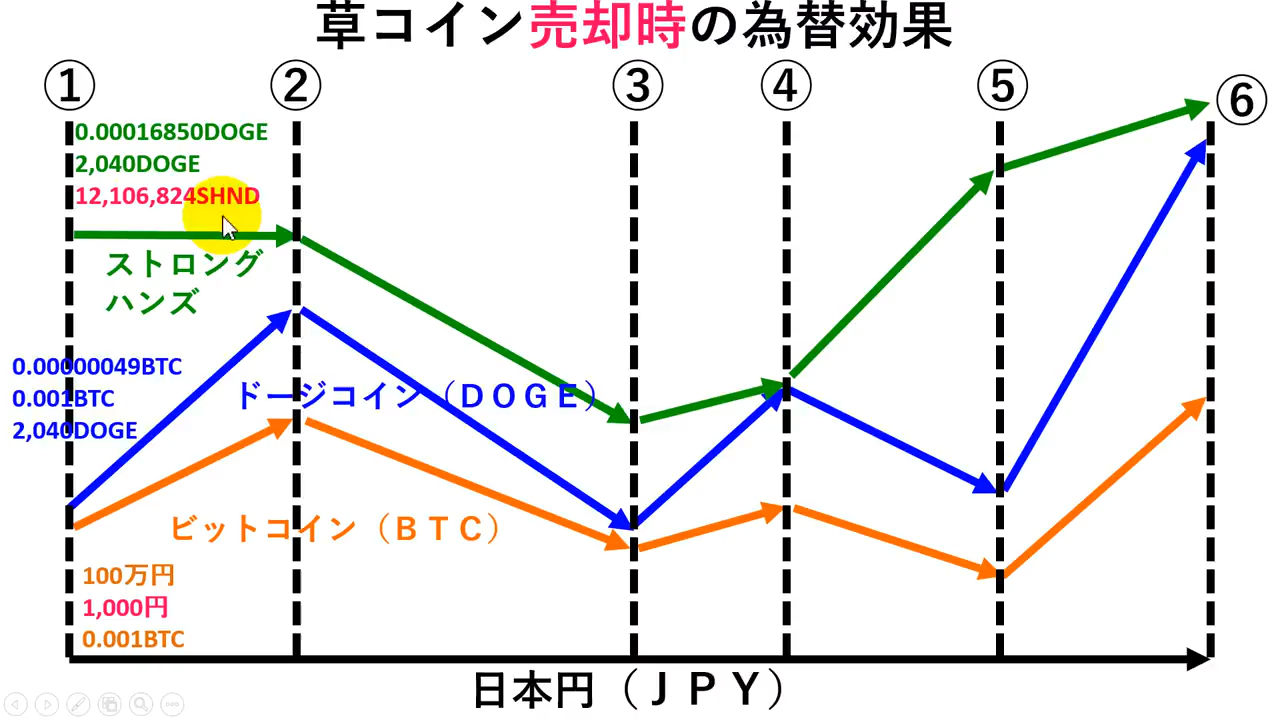 草コイン売却時の為替効果
①
②
③
④
⑤
⑥
0.00016850DOGE
2,040DOGE
12,106,824SHND
ストロング
ハンズ
0.00000049BTC
0.001BTC
2,040DOGE
ドージコイン（ＤＯＧＥ）
ビットコイン（ＢＴＣ）
100万円
1,000円
0.001BTC
日本円（ＪＰＹ）